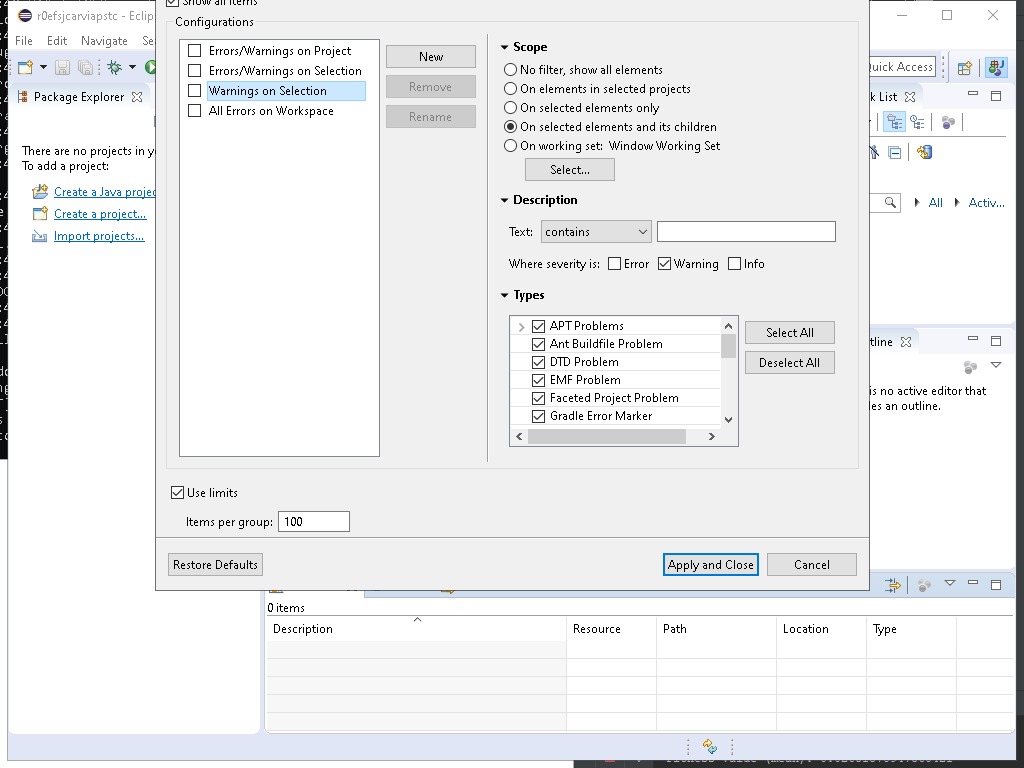 Show all items
r0efsjcarviapstc - Eclip
Configurations
File Edit Navigate Se
Errors/Warnings on Project
Errors/Warnings on Selection
Warnings on Selection
All Errors on Workspace
New
Remove
Rename
Scope
No filter, show all elements
On elements in selected projects
On selected elements only
On selected elements and its children
On working set: Window Working Set
Select...
Description
Text: contains
Where severity is: Error Warning Info
Types
APT Problems
Ant Buildfile Problem
DTD Problem
EMF Problem
Faceted Project Problem
Gradle Error Marker
Select All
Deselect All
Use limits
Items per group: 100
Restore Defaults
Apply and Close
Cancel
Package Explorer
There are no projects in y
To add a project:
Create a Java projec
Create a project...
Import projects...
Quick Access
k List
All Activ...
tline
is no active editor that
les an outline.
0 items
Description Resource Path Location Type